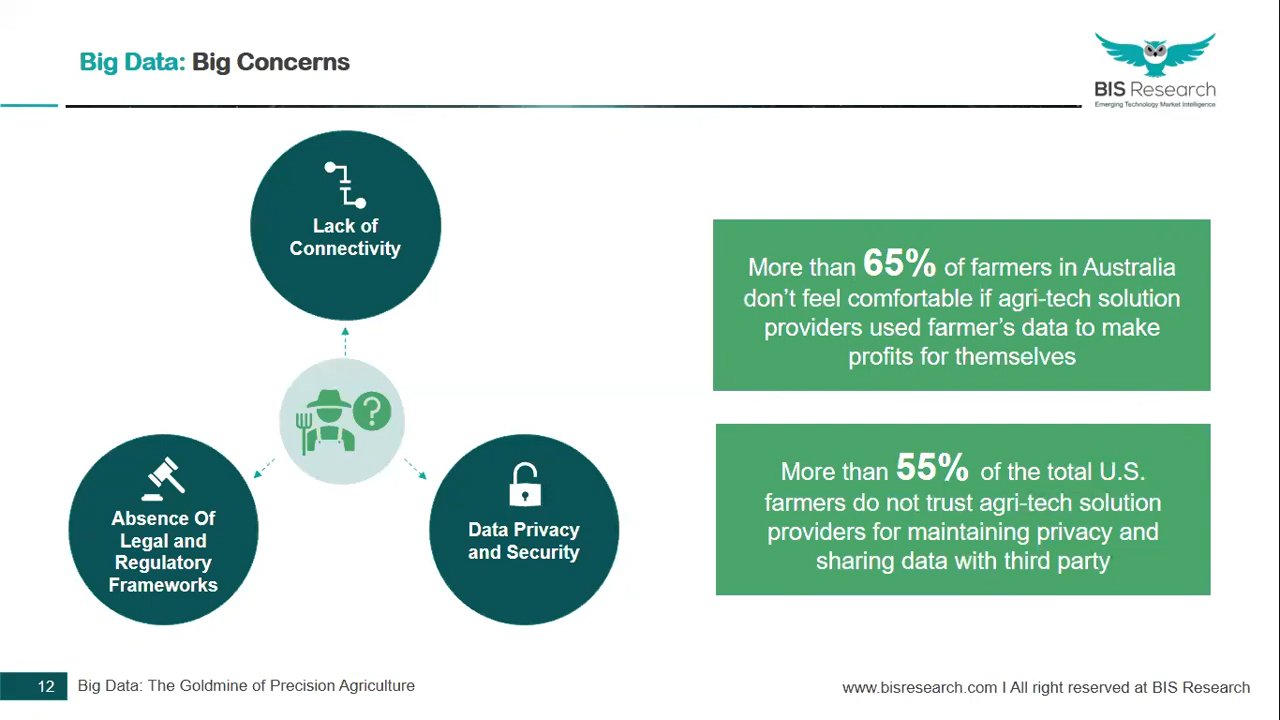 Big Data: Big Concerns
BIS Research
Emerging Technology Market Intelligence
Lack of
Connectivity
Absence Of
Legal and
Regulatory
Frameworks
?
Data Privacy
and Security
More than 65% of farmers in Australia
don't feel comfortable if agri-tech solution
providers used farmer's data to make
profits for themselves
More than 55% of the total U.S.
farmers do not trust agri-tech solution
providers for maintaining privacy and
sharing data with third party
12
Big Data: The Goldmine of Precision Agriculture
www.bisresearch.com I All right reserved at BIS Research